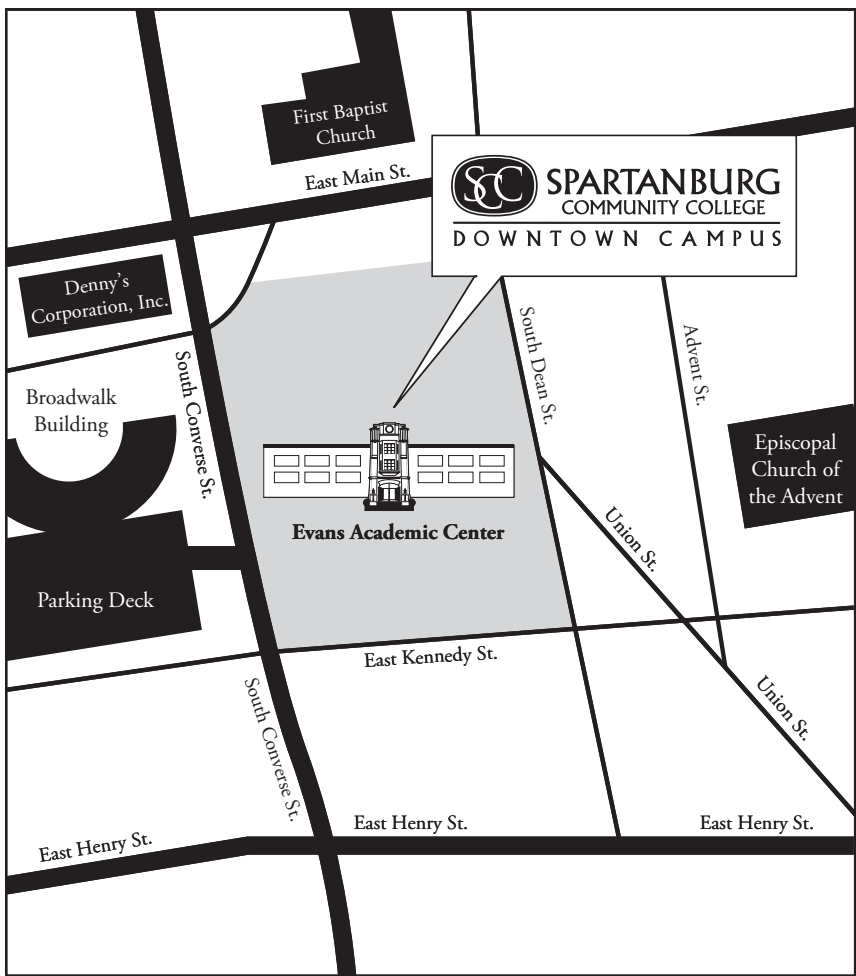 First Baptist
Church
East Main St.
SCC
SPARTANBURG
COMMUNITY COLLEGE
DOWNTOWN CAMPUS
Denny's
Corporation, Inc.
Broadwalk
Building
South Converse St.
South Dean St.
Advent St.
Episcopal
Church of
the Advent
Evans Academic Center
Union St.
Parking Deck
East Kennedy St.
South Converse St.
Union St.
East Henry St.
East Henry St.
East Henry St.